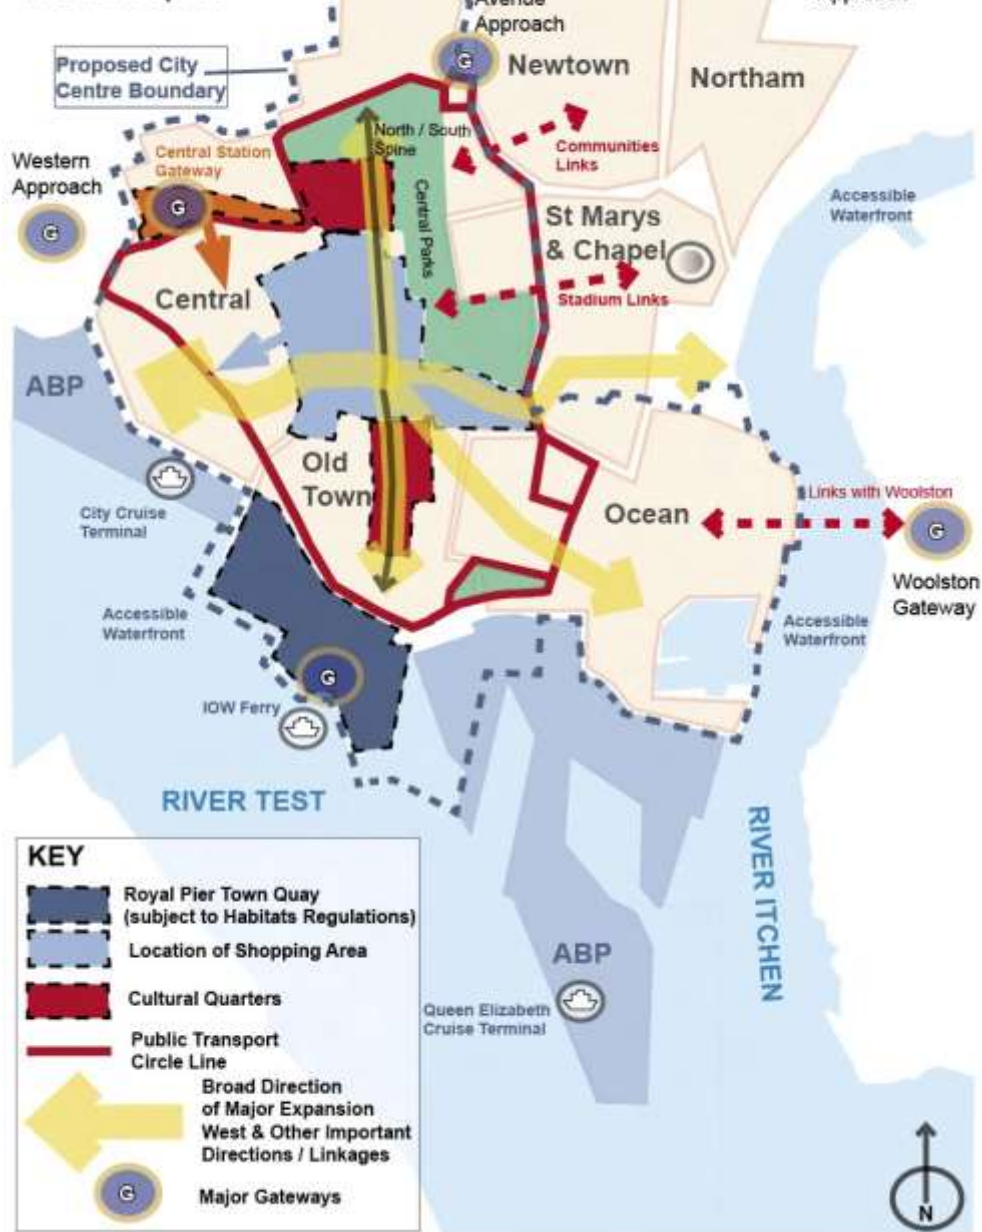 Avenue
Approach
Newtown
Northam
Proposed City
Centre Boundary
North / South
Spine
Communities
Links
Western
Approach
Central Station
Gateway
Accessible
Waterfront
G
G
G
Central Parks
St Marys
& Chapel
Central
Stadium Links
ABP
Old
Town
Links with Woolston
City Cruise
Terminal
Ocean
G
Woolston
Gateway
Accessible
Waterfront
Accessible
Waterfront
G
IOW Ferry
RIVER TEST
RIVER ITCHEN
KEY
Royal Pier Town Quay
(subject to Habitats Regulations)
Location of Shopping Area
Cultural Quarters
Public Transport
Circle Line
Broad Direction
of Major Expansion
West & Other Important
Directions / Linkages
G
Major Gateways
ABP
Queen Elizabeth
Cruise Terminal
N